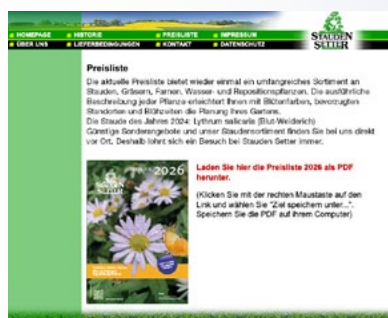 HOMEPAGE
HISTORIE
PREISLISTE
IMPRESSUM
ÜBER UNS
LIEFERBEDINGUNGEN
KONTAKT
DATENSCHUTZ
STAUDEN
SETTER
Preisliste
Die aktuelle Preisliste bietet wieder einmal ein umfangreiches Sortiment an
Stauden, Gräsern, Farnen, Wasser- und Repositionspflanzen. Die ausführliche
Beschreibung jeder Pflanze erleichtert Ihnen mit Blütenfarben, bevorzugten
Standorten und Blühzeiten die Planung Ihres Gartens.
Die Staude des Jahres 2024: Lythrum salicaria (Blut-Weiderich)
Günstige Sonderangebote und unser Staudensortiment finden Sie bei uns direkt
vor Ort. Deshalb lohnt sich ein Besuch bei Stauden Setter immer.
2026
Laden Sie hier die Preisliste 2026 als PDF
herunter.
(Klicken Sie mit der rechten Maustaste auf den
Link und wählen Sie "Ziel speichern unter...".
Speichern Sie die PDF auf Ihrem Computer)